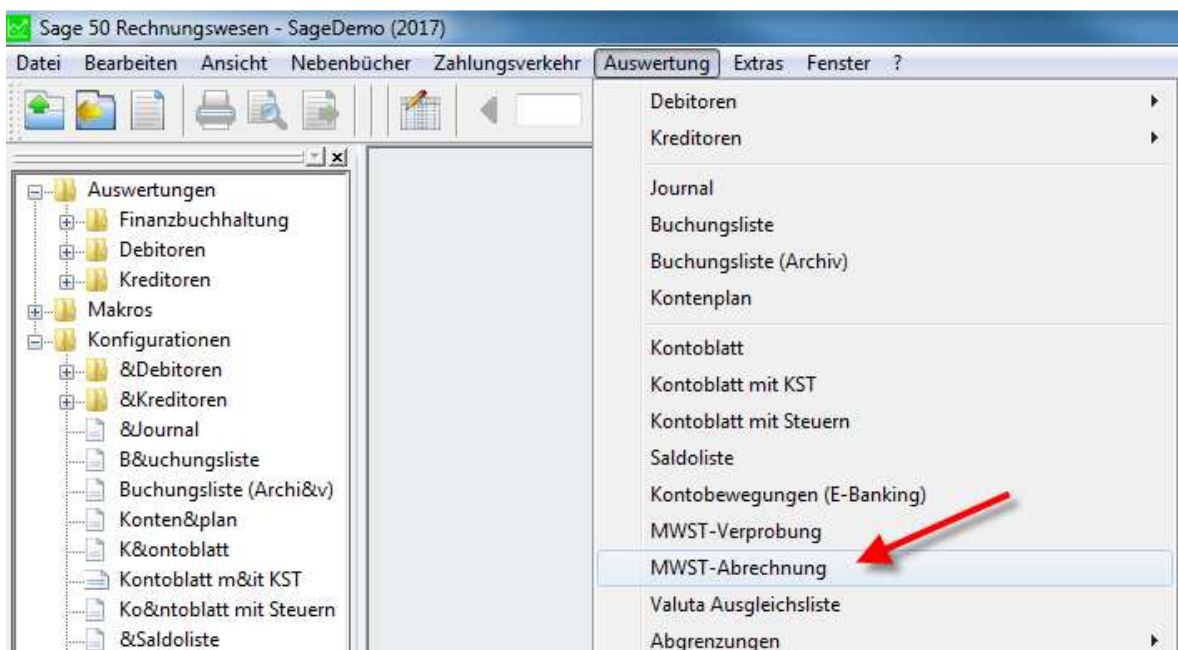 Sage 50 Rechnungswesen - SageDemo (2017)
Datei Bearbeiten Ansicht Nebenbücher Zahlungsverkehr Auswertung Extras Fenster ?
Auswertungen
Finanzbuchhaltung
Debitoren
Kreditoren
Makros
Konfigurationen
&Debitoren
&Kreditoren
&Journal
B&uchungsliste
Buchungsliste (Archi&v)
Konten&plan
K&ontoblatt
Kontoblatt m&it KST
Ko&ntoblatt mit Steuern
&Saldoliste
Debitoren
Kreditoren
Journal
Buchungsliste
Buchungsliste (Archiv)
Kontenplan
Kontoblatt
Kontoblatt mit KST
Kontoblatt mit Steuern
Saldoliste
Kontobewegungen (E-Banking)
MWST-Verprobung
MWST-Abrechnung
Valuta Ausgleichsliste
Abgrenzungen